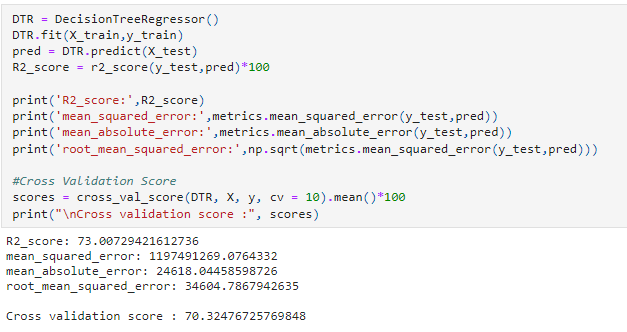 DTR = DecisionTreeRegressor()
DTR.fit(X_train,y_train)
pred = DTR.predict(X_test)
R2_score = r2_score(y_test,pred)*100
print('R2_score:',R2_score)
print('mean_squared_error:',metrics.mean_squared_error(y_test,pred))
print('mean_absolute_error:',metrics.mean_absolute_error(y_test,pred))
print('root_mean_squared_error:',np.sqrt(metrics.mean_squared_error(y_test,pred)))
#Cross Validation Score
scores = cross_val_score(DTR, X, y, cv = 10).mean()*100
print("\nCross validation score :", scores)
R2_score: 73.00729421612736
mean_squared_error: 1197491269.0764332
mean_absolute_error: 24618.04458598726
root_mean_squared_error: 34604.7867942635
Cross validation score : 70.32476725769848